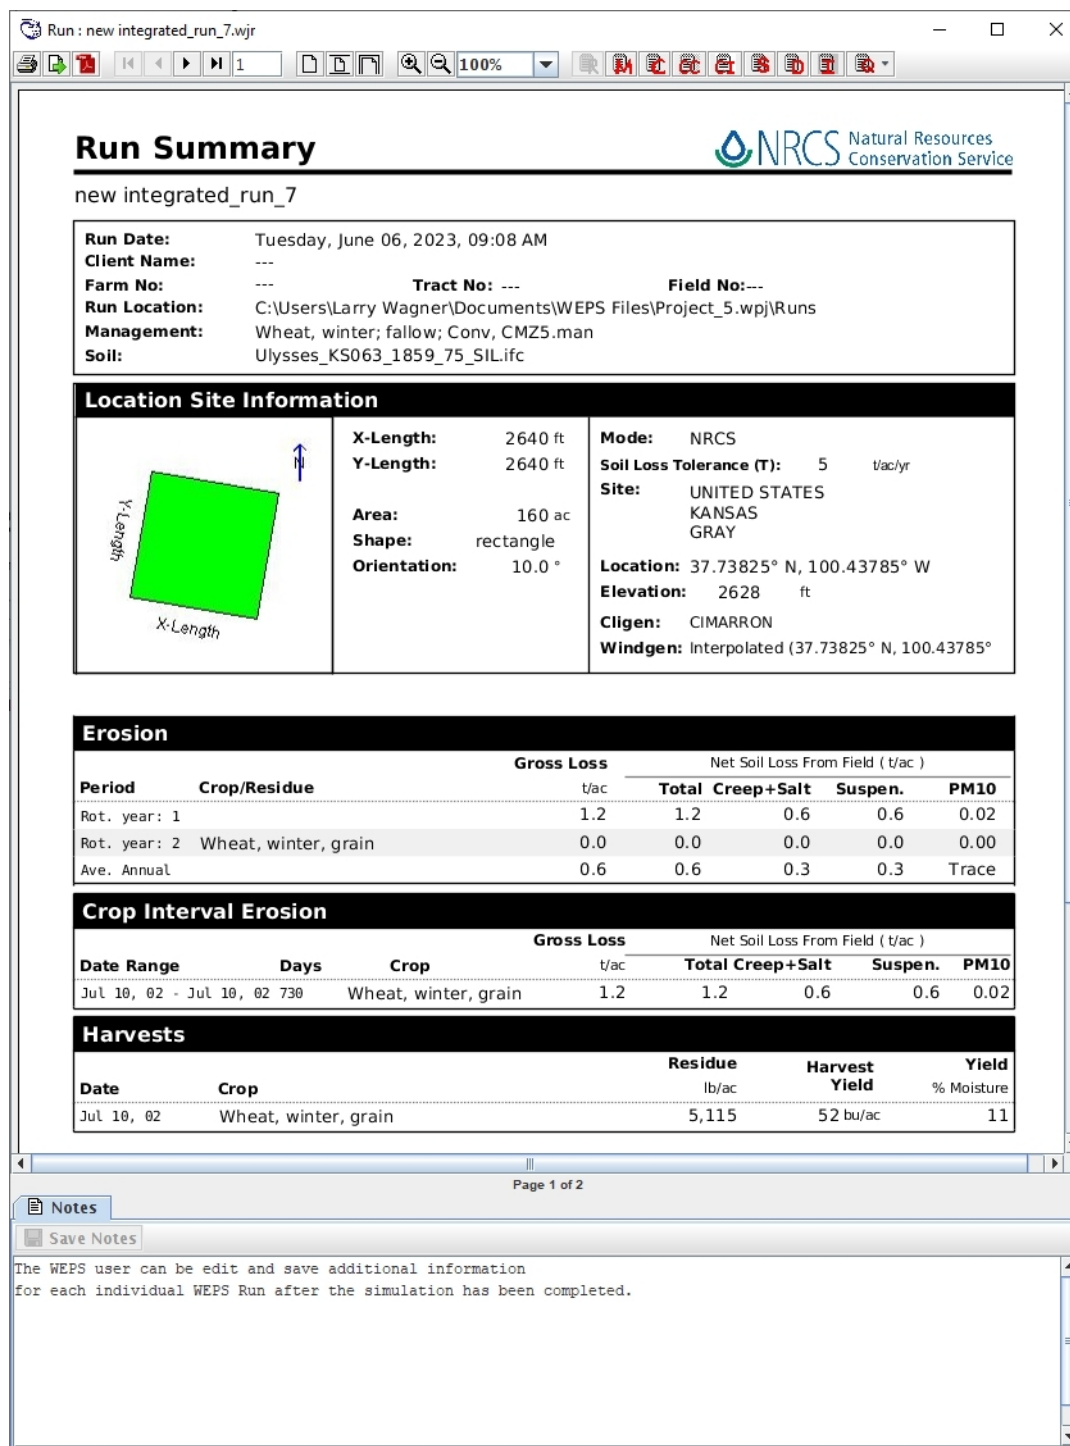 Run : new integrated_run_7.wjr
1
100%
Run Summary
NRCS Natural Resources
Conservation Service
new integrated_run_7
Run Date: Tuesday, June 06, 2023, 09:08 AM
Client Name: ---
Farm No: --- Tract No: --- Field No:---
Run Location: C:\Users\Larry Wagner\Documents\WEPS Files\Project_5.wpj\Runs
Management: Wheat, winter; fallow; Conv, CMZ5.man
Soil: Ulysses_KS063_1859_75_SIL.ifc
Location Site Information
N
Y-Length
X-Length
X-Length: 2640 ft
Y-Length: 2640 ft
Area: 160 ac
Shape: rectangle
Orientation: 10.0 °
Mode: NRCS
Soil Loss Tolerance (T): 5 t/ac/yr
Site: UNITED STATES
KANSAS
GRAY
Location: 37.73825° N, 100.43785° W
Elevation: 2628 ft
Cligen: CIMARRON
Windgen: Interpolated (37.73825° N, 100.43785°
Erosion
Gross Loss Net Soil Loss From Field ( t/ac )
Period Crop/Residue t/ac Total Creep+Salt Suspen. PM10
Rot. year: 1 1.2 1.2 0.6 0.6 0.02
Rot. year: 2 Wheat, winter, grain 0.0 0.0 0.0 0.0 0.00
Ave. Annual 0.6 0.6 0.3 0.3 Trace
Crop Interval Erosion
Gross Loss Net Soil Loss From Field ( t/ac )
Date Range Days Crop t/ac Total Creep+Salt Suspen. PM10
Jul 10, 02 - Jul 10, 02 730 Wheat, winter, grain 1.2 1.2 0.6 0.6 0.02
Harvests
Residue Harvest Yield
Date Crop lb/ac Yield % Moisture
Jul 10, 02 Wheat, winter, grain 5,115 52 bu/ac 11
Page 1 of 2
Notes
Save Notes
The WEPS user can be edit and save additional information
for each individual WEPS Run after the simulation has been completed.